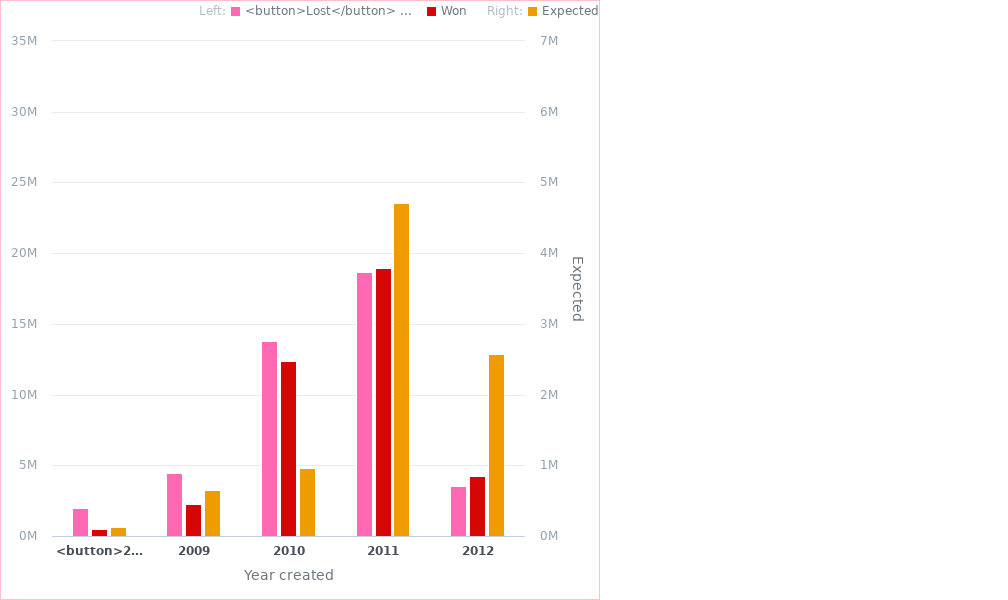 Left: <button>Lost</button> ... Won Right: Expected
35M 7M
30M 6M
25M 5M
20M 4M
15M 3M
10M 2M
5M 1M
0M 0M
Expected
<button>2... 2009 2010 2011 2012
Year created